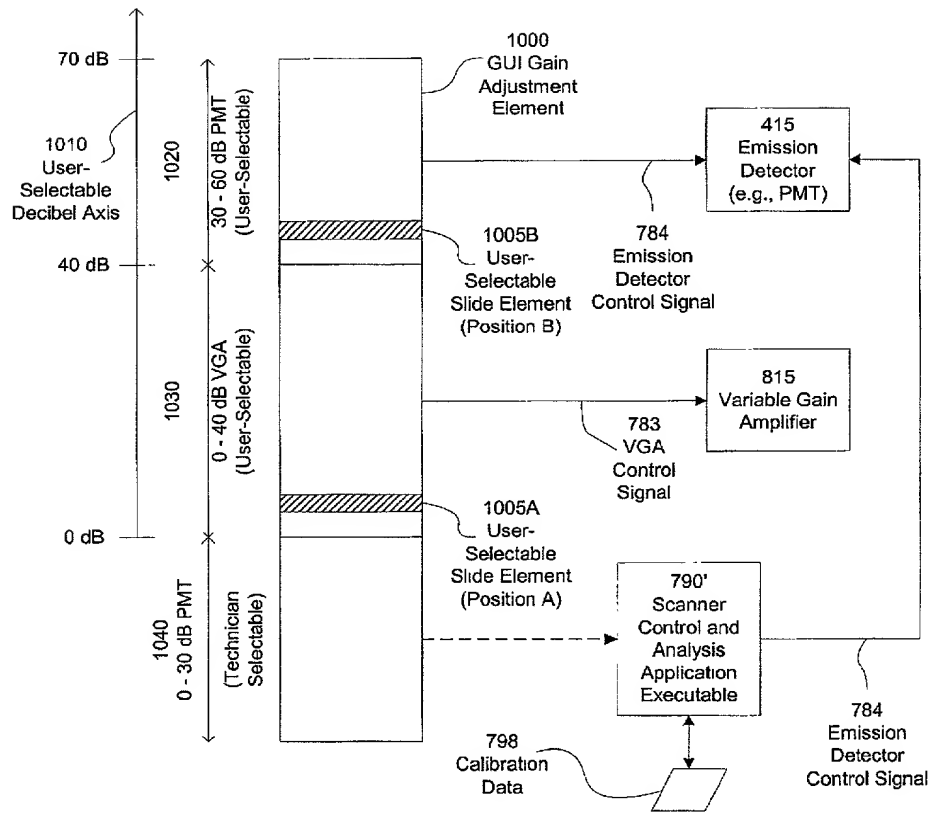 70 dB
1010
User-
Selectable
Decibel Axis
40 dB
0 dB
1020
30 - 60 dB PMT
(User-Selectable)
1030
0 - 40 dB VGA
(User-Selectable)
1040
0 - 30 dB PMT
(Technician
Selectable)
1000
GUI Gain
Adjustment
Element
1005B
User-
Selectable
Slide Element
(Position B)
784
Emission
Detector
Control Signal
415
Emission
Detector
(e.g., PMT)
783
VGA
Control
Signal
815
Variable Gain
Amplifier
1005A
User-
Selectable
Slide Element
(Position A)
790'
Scanner
Control and
Analysis
Application
Executable
798
Calibration
Data
784
Emission
Detector
Control Signal